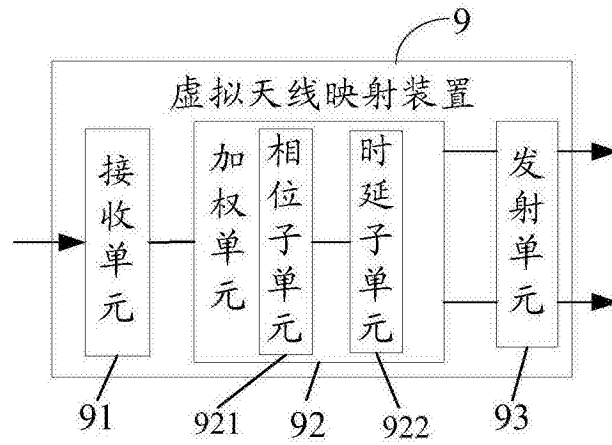 9
虚拟天线映射装置
接收单元
加权单元
相位子单元
时延子单元
发射单元
91
921
92
922
93